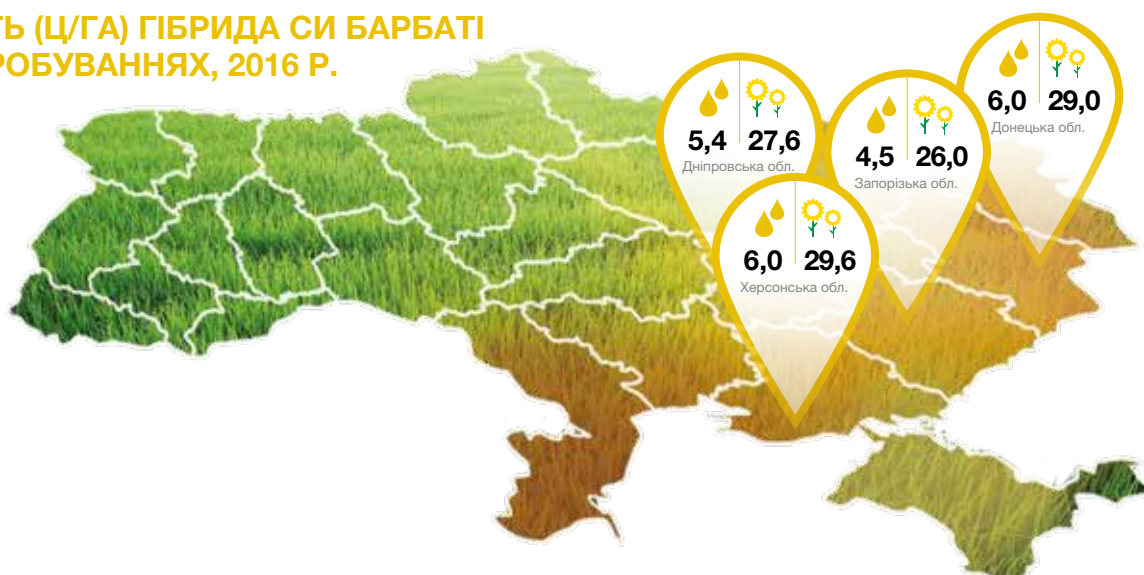 ТЬ (Ц/ГА) ГІБРИДА СИ БАРБАТІ
РОБУВАННЯХ, 2016 Р.
6,0 29,0
Донецька обл.
5,4 27,6
Дніпровська обл.
4,5 26,0
Запорізька обл.
6,0 29,6
Херсонська обл.